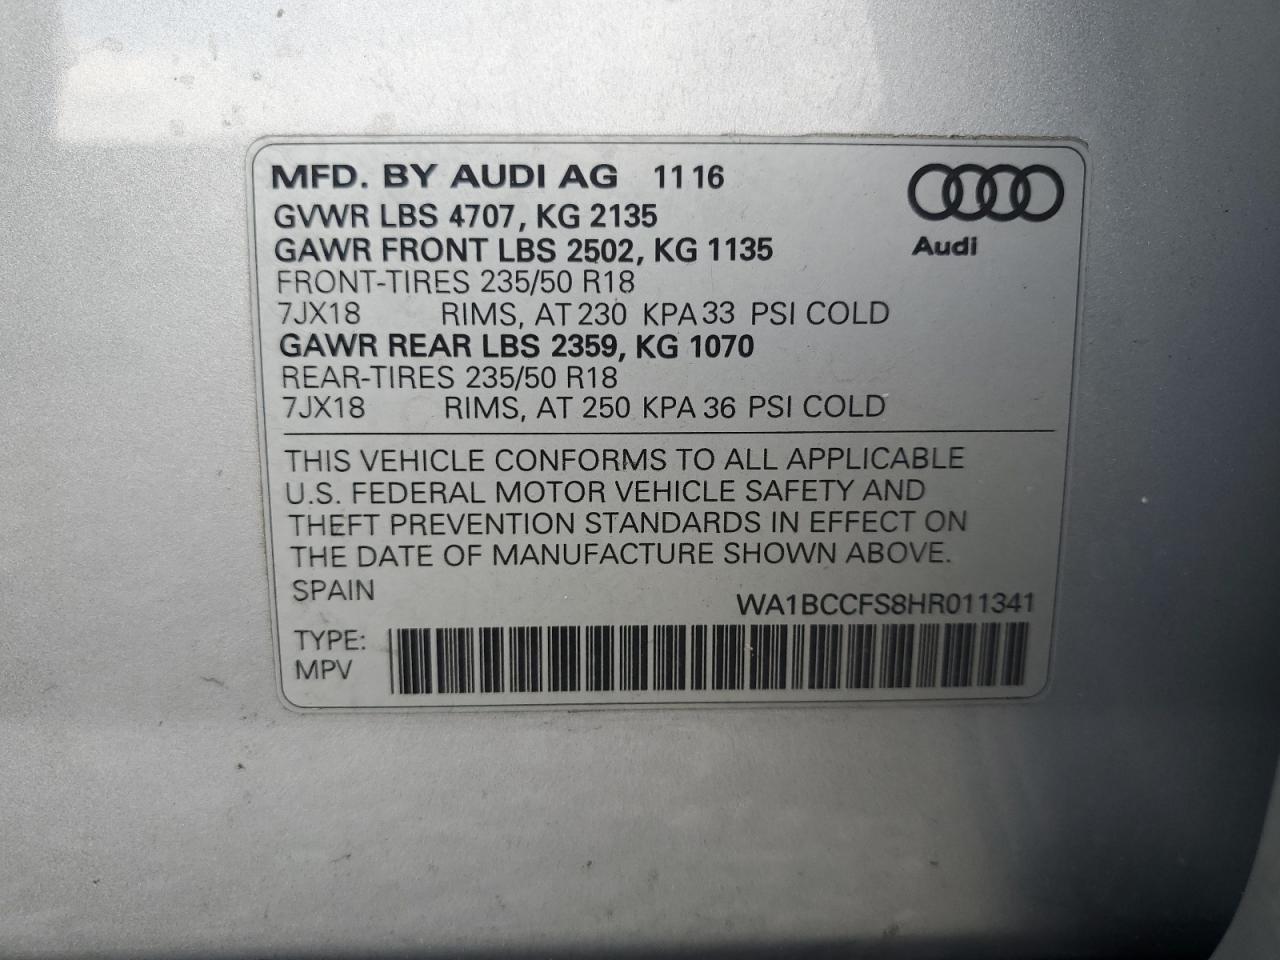 MFD. BY AUDI AG 11 16
GVWR LBS 4707, KG 2135
GAWR FRONT LBS 2502, KG 1135
Audi
FRONT-TIRES 235/50 R18
7JX18 RIMS, AT 230 KPA 33 PSI COLD
GAWR REAR LBS 2359, KG 1070
REAR-TIRES 235/50 R18
7JX18 RIMS, AT 250 KPA 36 PSI COLD
THIS VEHICLE CONFORMS TO ALL APPLICABLE
U.S. FEDERAL MOTOR VEHICLE SAFETY AND
THEFT PREVENTION STANDARDS IN EFFECT ON
THE DATE OF MANUFACTURE SHOWN ABOVE.
SPAIN
WA1BCCFS8HR011341
TYPE:
MPV